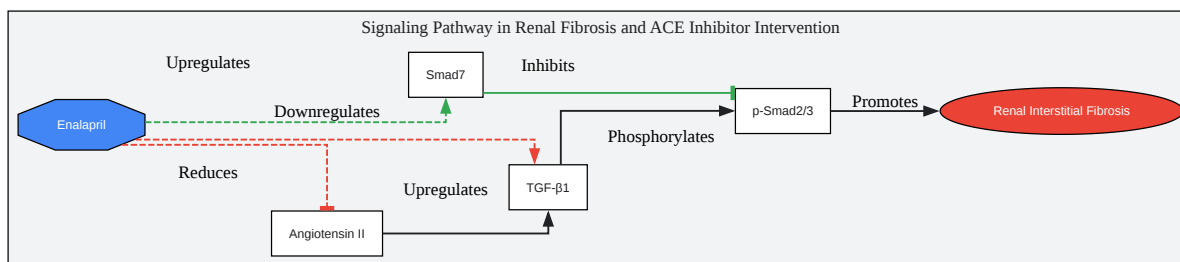 Signaling Pathway in Renal Fibrosis and ACE Inhibitor Intervention
Upregulates
Smad7
Inhibits
Enalapril
Downregulates
p-Smad2/3
Promotes
Renal Interstitial Fibrosis
Phosphorylates
Reduces
Upregulates
TGF-β1
Angiotensin II